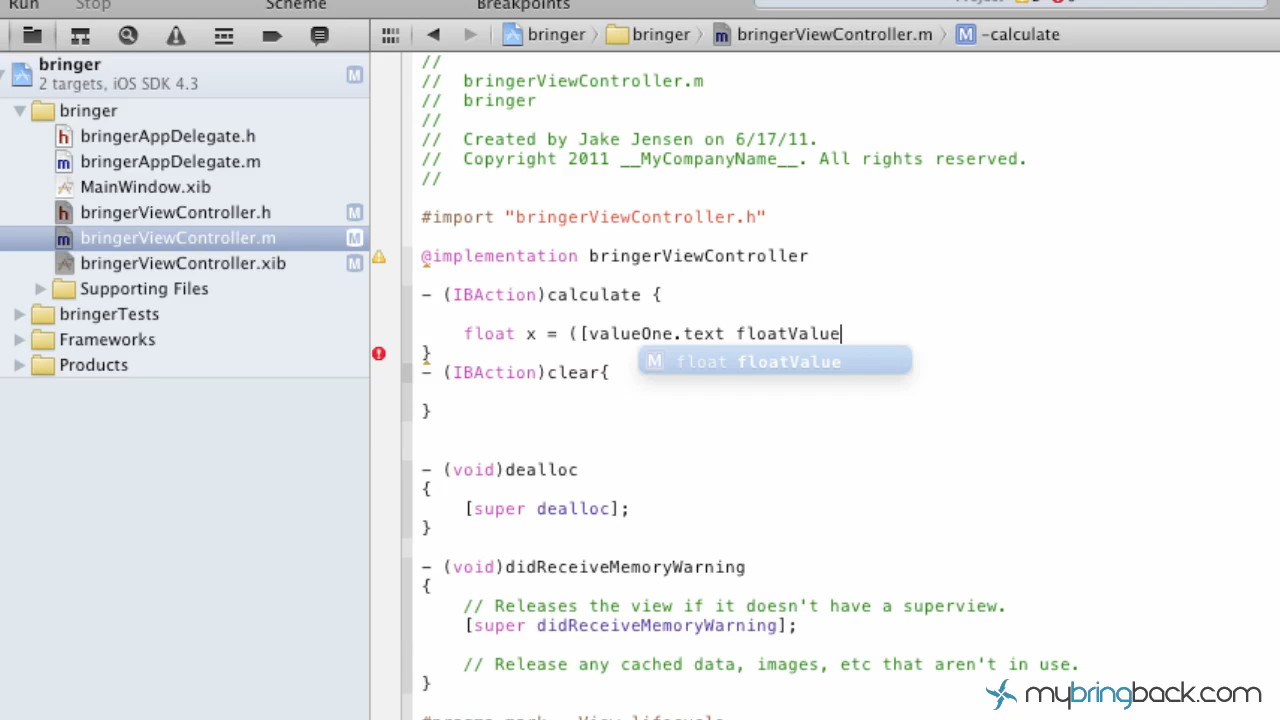 Run Stop Scheme Breakpoints
bringer bringer bringerViewController.m M -calculate
bringer
2 targets, iOS SDK 4.3 M
bringer
h bringerAppDelegate.h
m bringerAppDelegate.m
MainWindow.xib
h bringerViewController.h M
m bringerViewController.m M
bringerViewController.xib M
Supporting Files
bringerTests
Frameworks
Products
//
// bringerViewController.m
// bringer
//
// Created by Jake Jensen on 6/17/11.
// Copyright 2011 __MyCompanyName__. All rights reserved.
//
#import "bringerViewController.h"
@implementation bringerViewController
- (IBAction)calculate {
float x = ([valueOne.text floatValue
M float floatValue
}
- (IBAction)clear{
}
- (void)dealloc
{
[super dealloc];
}
- (void)didReceiveMemoryWarning
{
// Releases the view if it doesn't have a superview.
[super didReceiveMemoryWarning];
// Release any cached data, images, etc that aren't in use.
}
#pragma mark - View lifecycle
mybringback.com